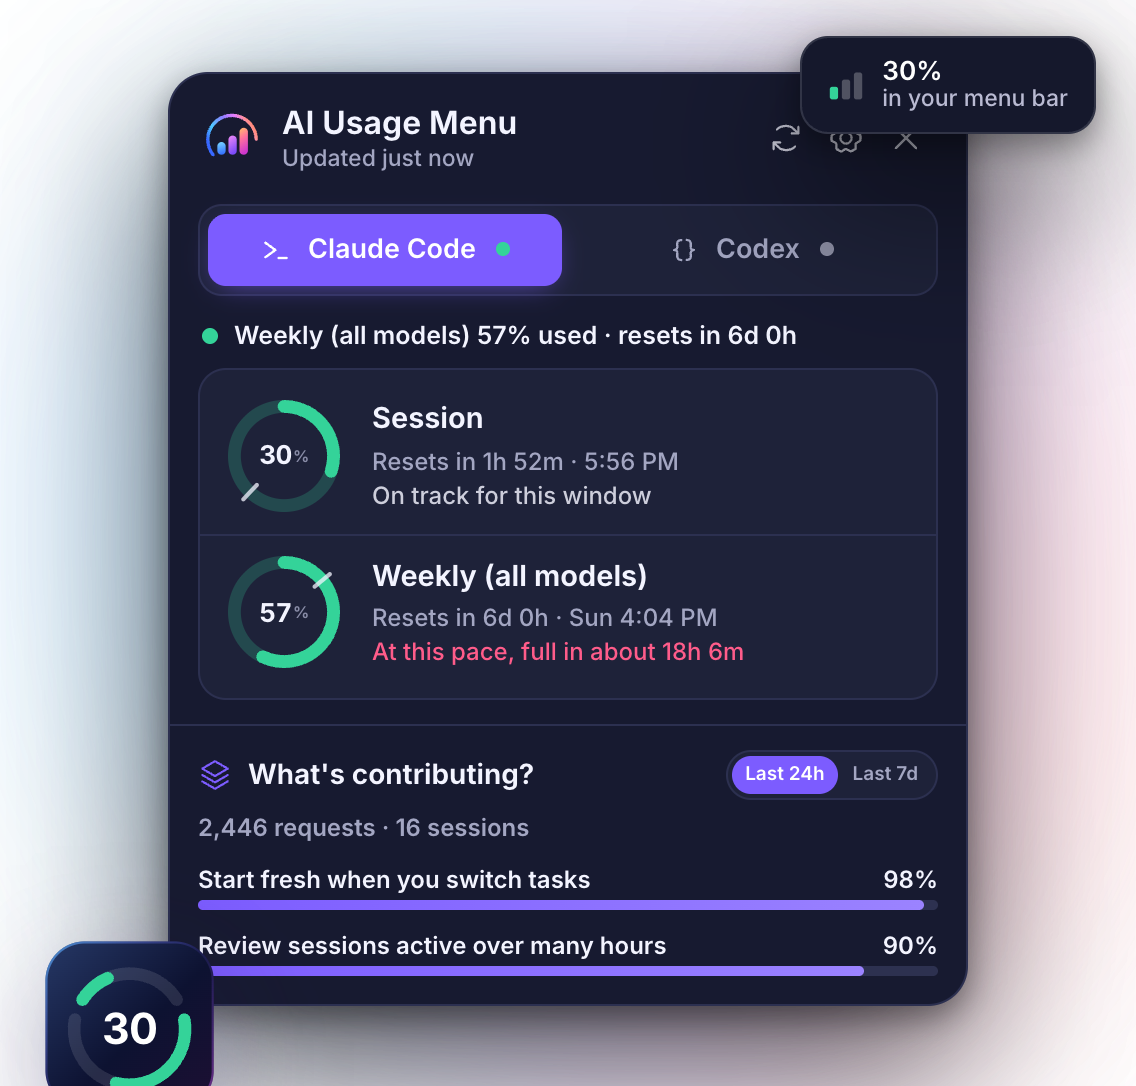 30%
in your menu bar
AI Usage Menu
Updated just now
>_ Claude Code
{} Codex
Weekly (all models) 57% used · resets in 6d 0h
30%
Session
Resets in 1h 52m · 5:56 PM
On track for this window
57%
Weekly (all models)
Resets in 6d 0h · Sun 4:04 PM
At this pace, full in about 18h 6m
What's contributing?
Last 24h
Last 7d
2,446 requests · 16 sessions
Start fresh when you switch tasks 98%
Review sessions active over many hours 90%
30